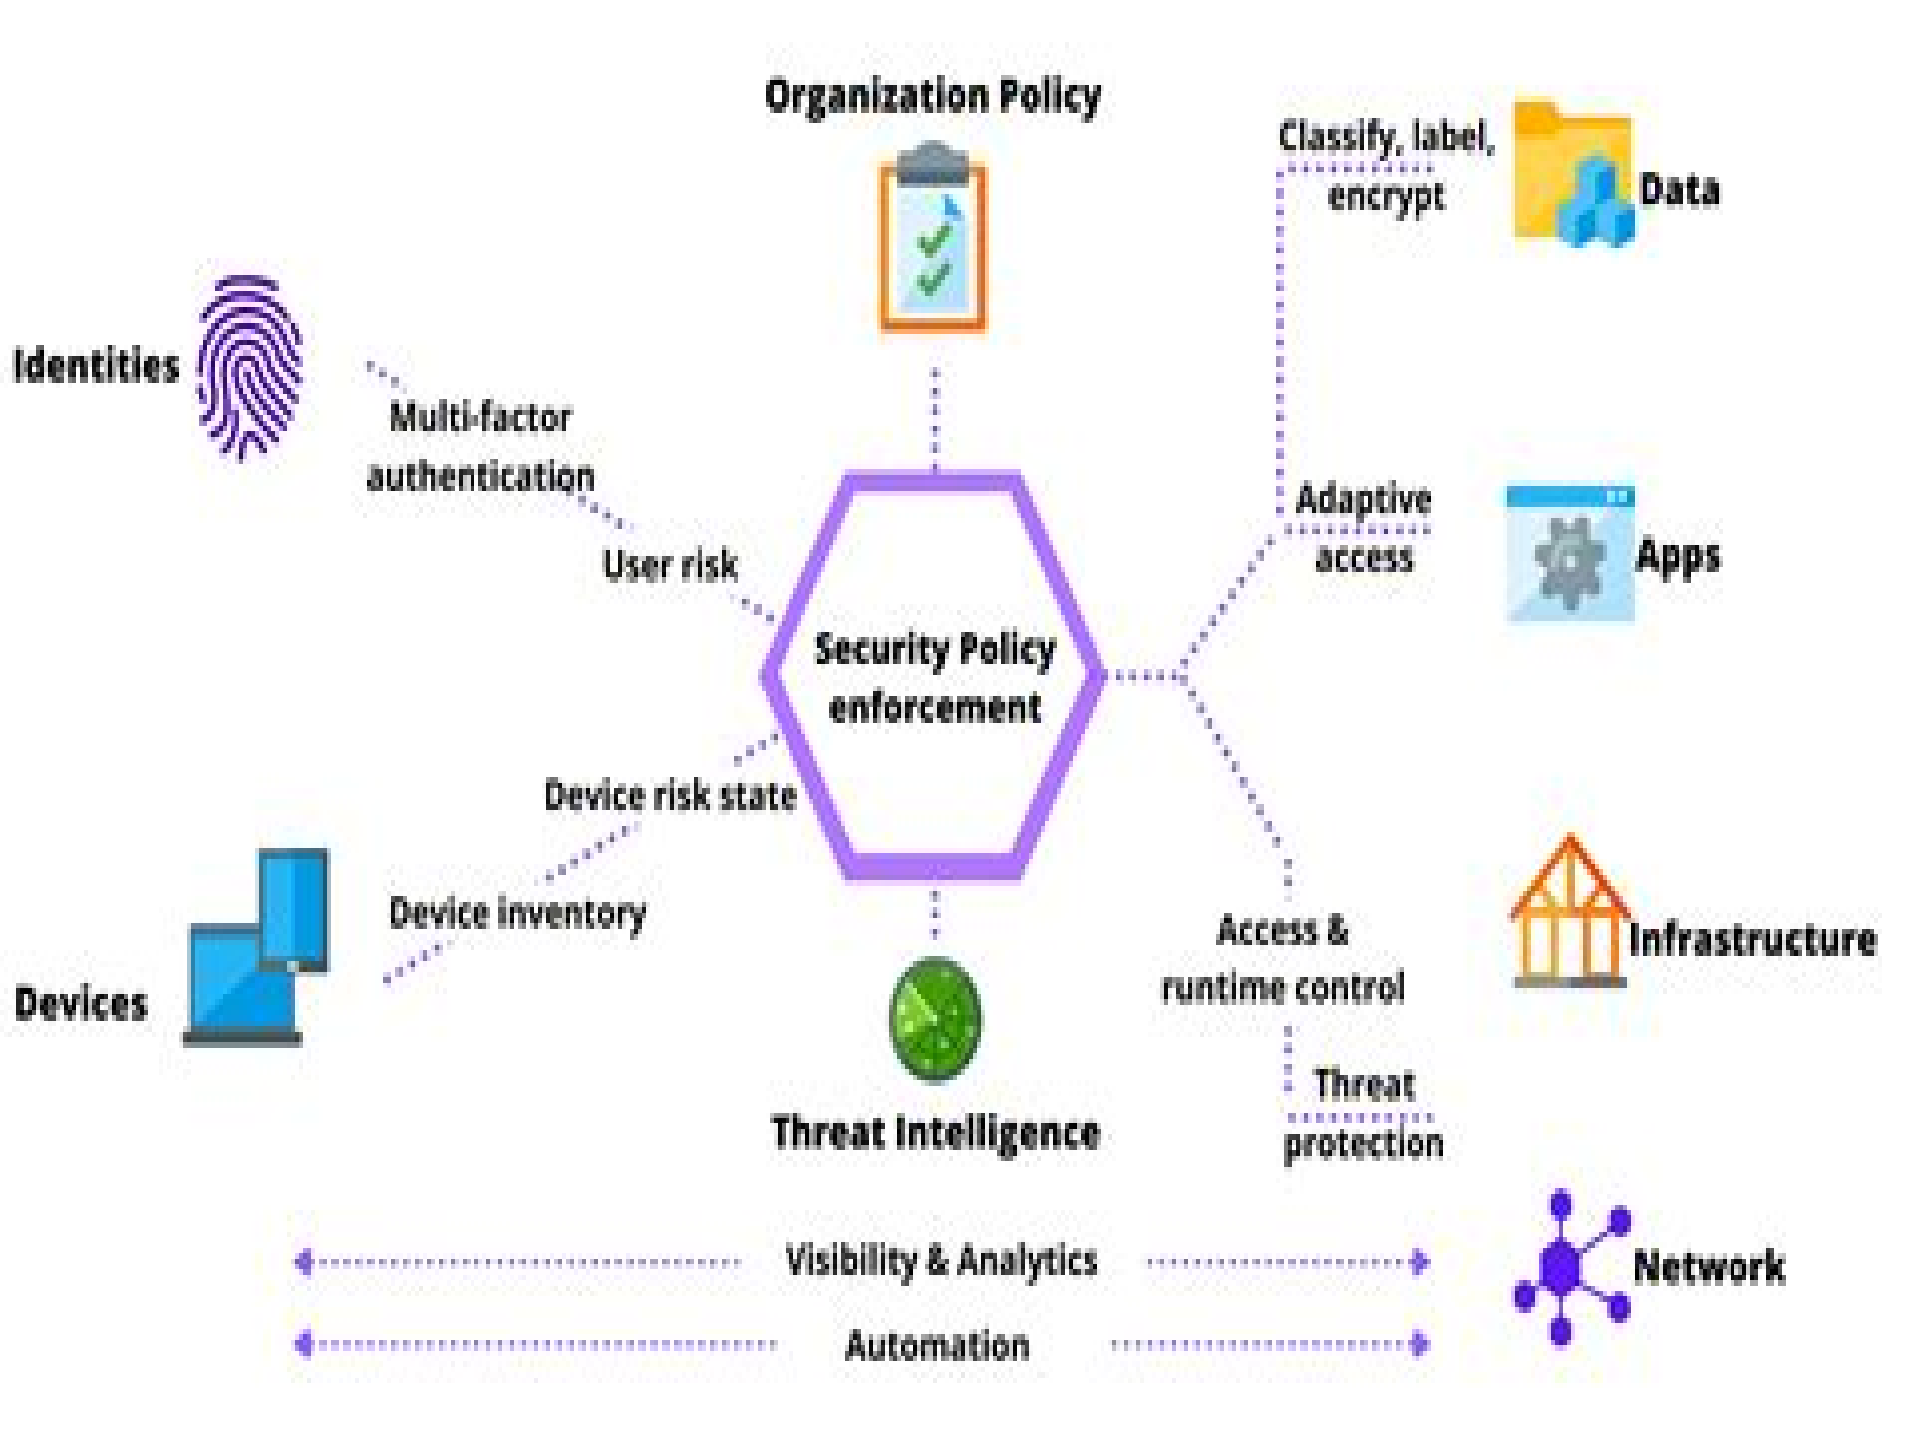 Organization Policy
Classify, label,
encrypt
Data
Identities
Multi-factor
authentication
User risk
Adaptive
access
Apps
Security Policy
enforcement
Device risk state
Device inventory
Devices
Access &
runtime control
Infrastructure
Threat
protection
Threat Intelligence
Visibility & Analytics
Network
Automation